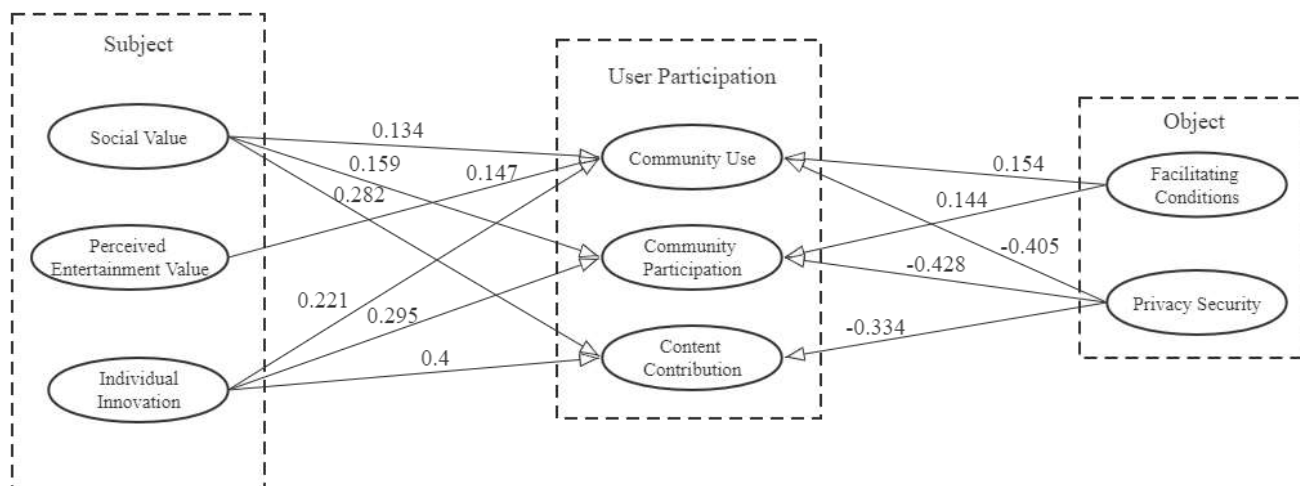 Subject
Social Value
Perceived
Entertainment Value
Individual
Innovation
0.134
0.159
0.147
0.282
0.221
0.295
0.4
User Participation
Community Use
Community
Participation
Content
Contribution
0.154
0.144
-0.405
-0.428
-0.334
Object
Facilitating
Conditions
Privacy Security